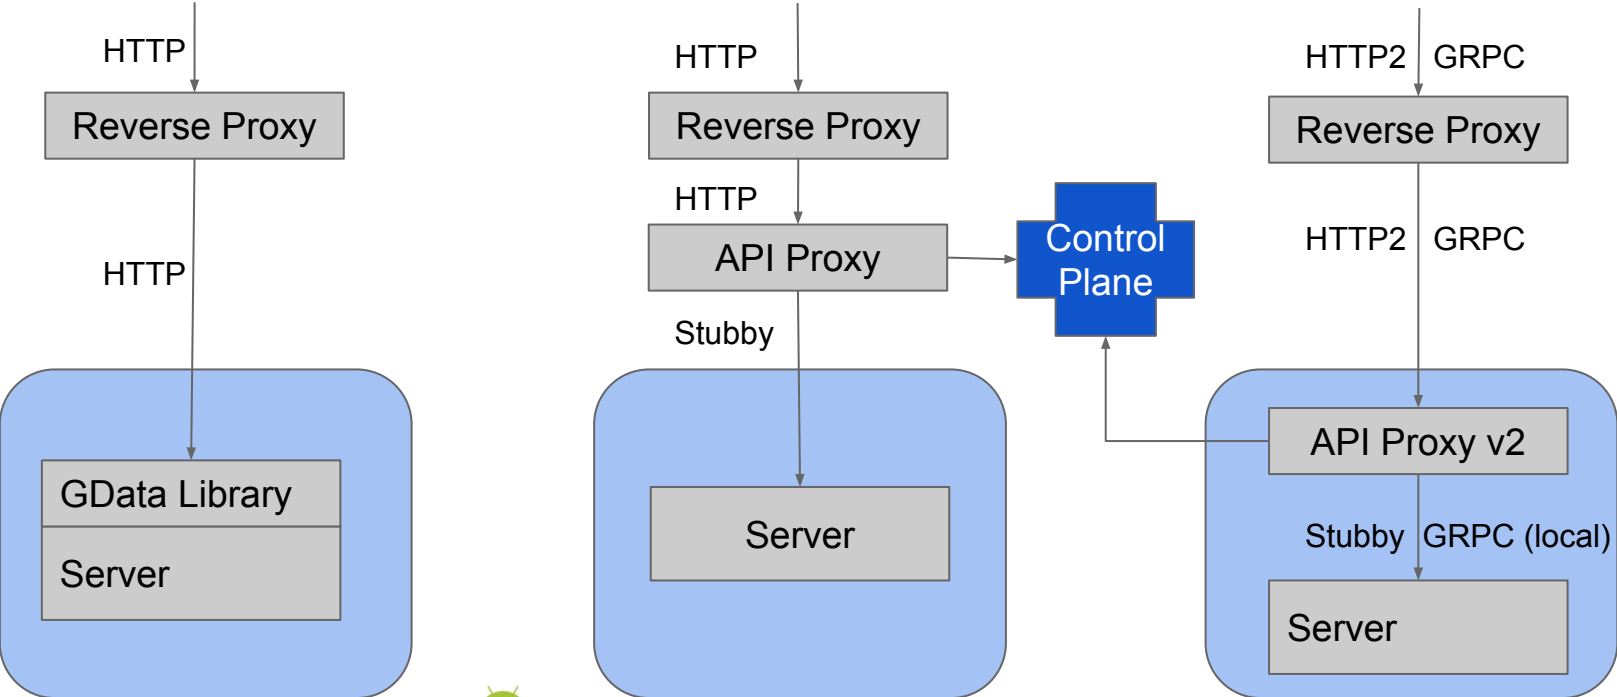 HTTP
Reverse Proxy
HTTP
GData Library
Server
HTTP
Reverse Proxy
HTTP
API Proxy
Stubby
Server
Control
Plane
HTTP2 GRPC
Reverse Proxy
HTTP2 GRPC
API Proxy v2
Stubby GRPC (local)
Server